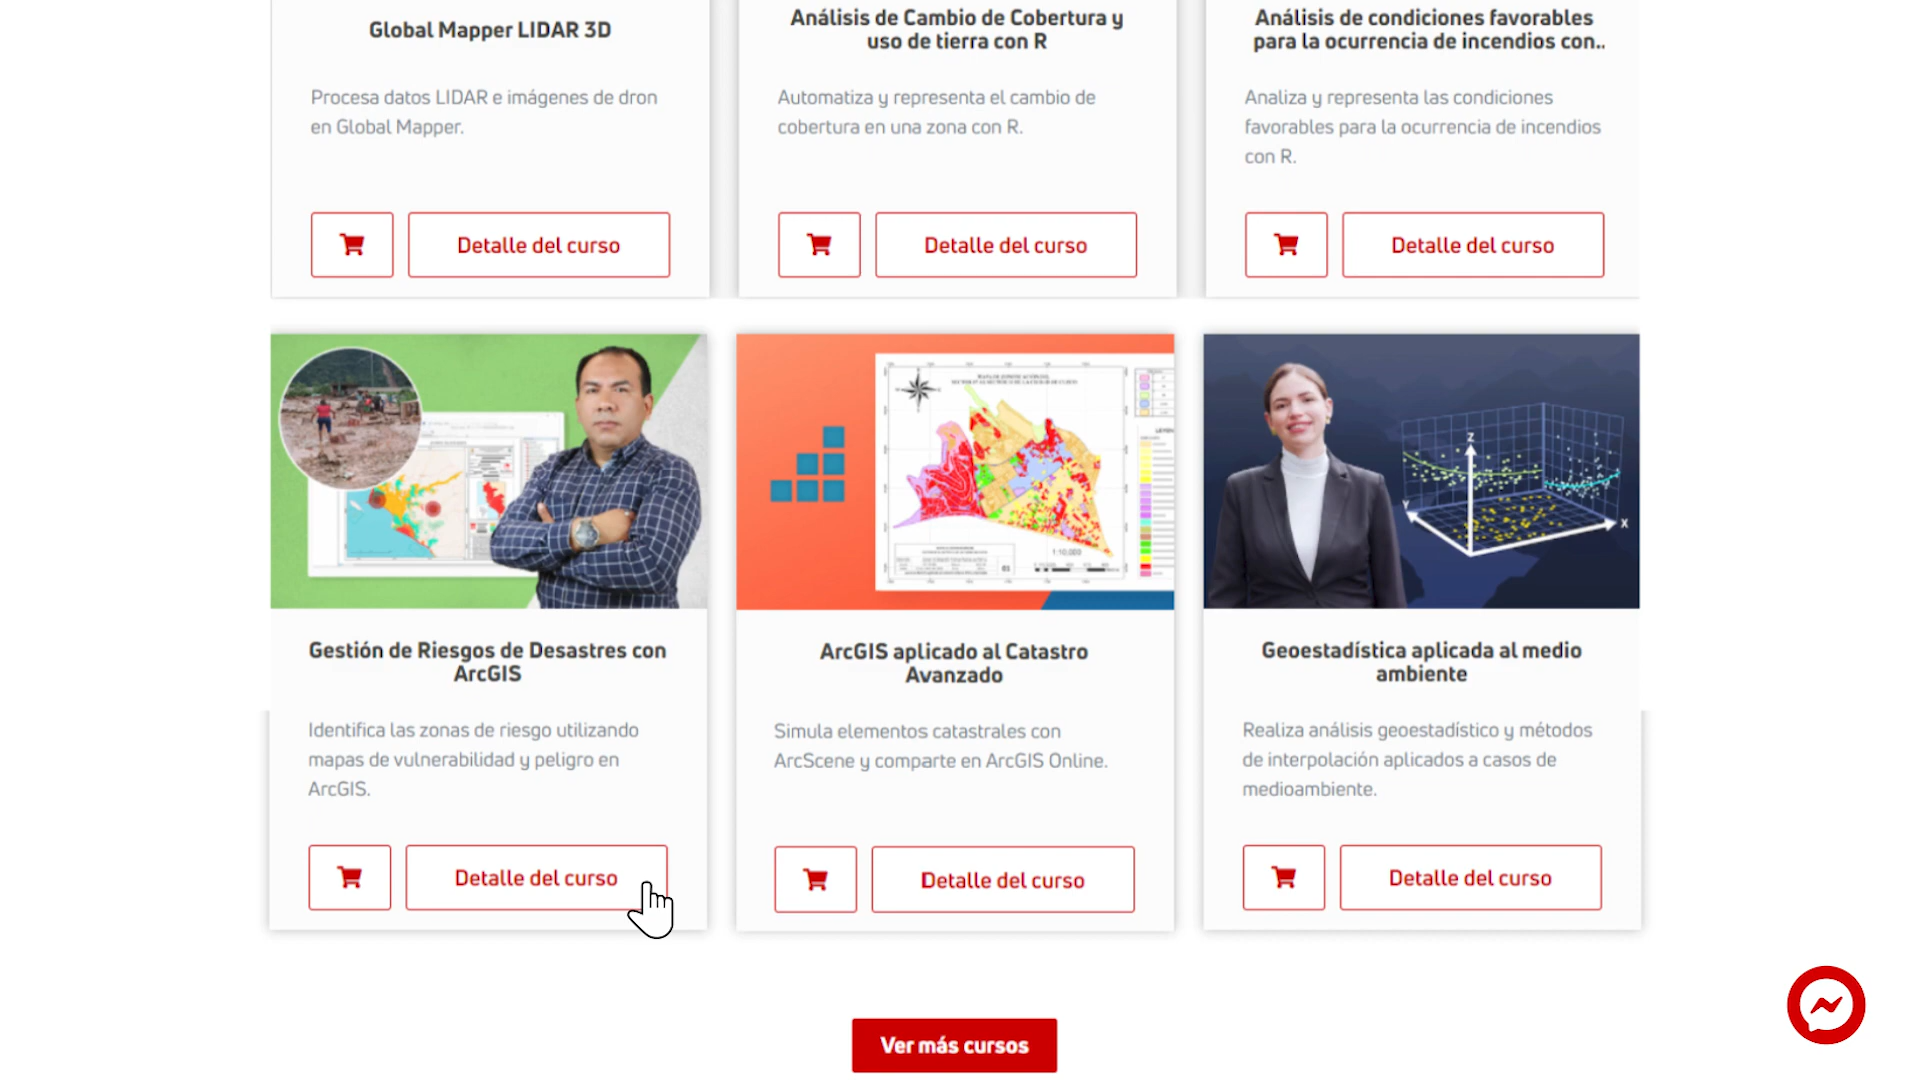 Global Mapper LIDAR 3D
Procesa datos LIDAR e imágenes de dron
en Global Mapper.
Detalle del curso
Análisis de Cambio de Cobertura y
uso de tierra con R
Automatiza y representa el cambio de
cobertura en una zona con R.
Detalle del curso
Análisis de condiciones favorables
para la ocurrencia de incendios con..
Analiza y representa las condiciones
favorables para la ocurrencia de incendios
con R.
Detalle del curso
Gestión de Riesgos de Desastres con
ArcGIS
Identifica las zonas de riesgo utilizando
mapas de vulnerabilidad y peligro en
ArcGIS.
Detalle del curso
1:10,000
ArcGIS aplicado al Catastro
Avanzado
Simula elementos catastrales con
ArcScene y comparte en ArcGIS Online.
Detalle del curso
Z
Y
X
Geoestadística aplicada al medio
ambiente
Realiza análisis geoestadístico y métodos
de interpolación aplicados a casos de
medioambiente.
Detalle del curso
Ver más cursos